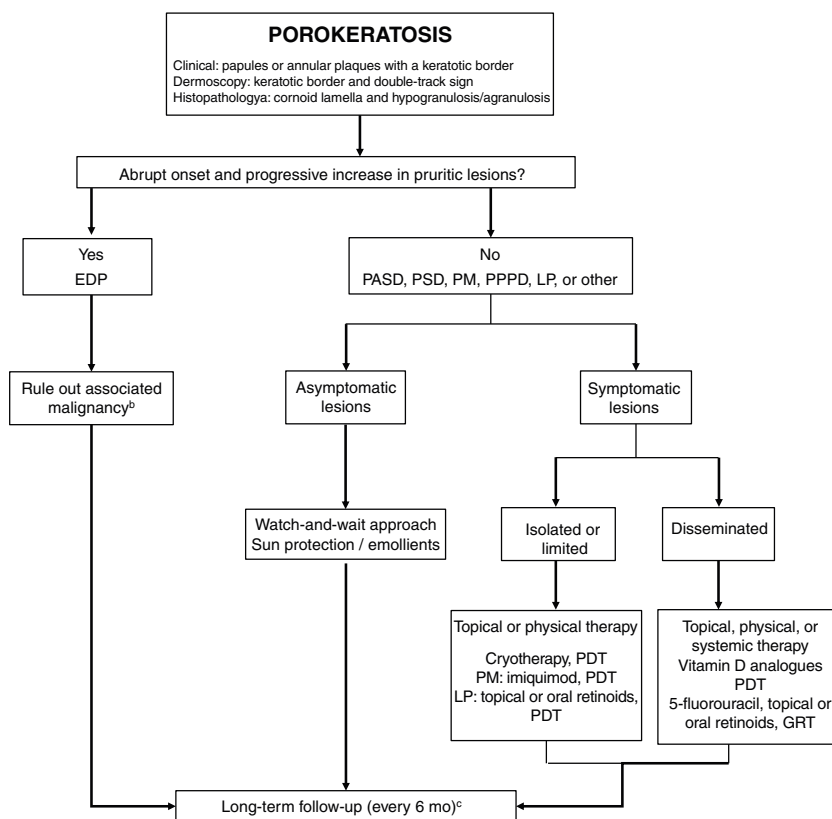 POROKERATOSIS
Clinical: papules or annular plaques with a keratotic border
Dermoscopy: keratotic border and double-track sign
Histopathologya: cornoid lamella and hypogranulosis/agranulosis
Abrupt onset and progressive increase in pruritic lesions?
Yes
EDP
No
PASD, PSD, PM, PPPD, LP, or other
Rule out associated
malignancyᵇ
Asymptomatic
lesions
Symptomatic
lesions
Watch-and-wait approach
Sun protection / emollients
Isolated or
limited
Disseminated
Topical or physical therapy
Cryotherapy, PDT
PM: imiquimod, PDT
LP: topical or oral retinoids,
PDT
Topical, physical, or
systemic therapy
Vitamin D analogues
PDT
5-fluorouracil, topical or
oral retinoids, GRT
Long-term follow-up (every 6 mo)ᶜ